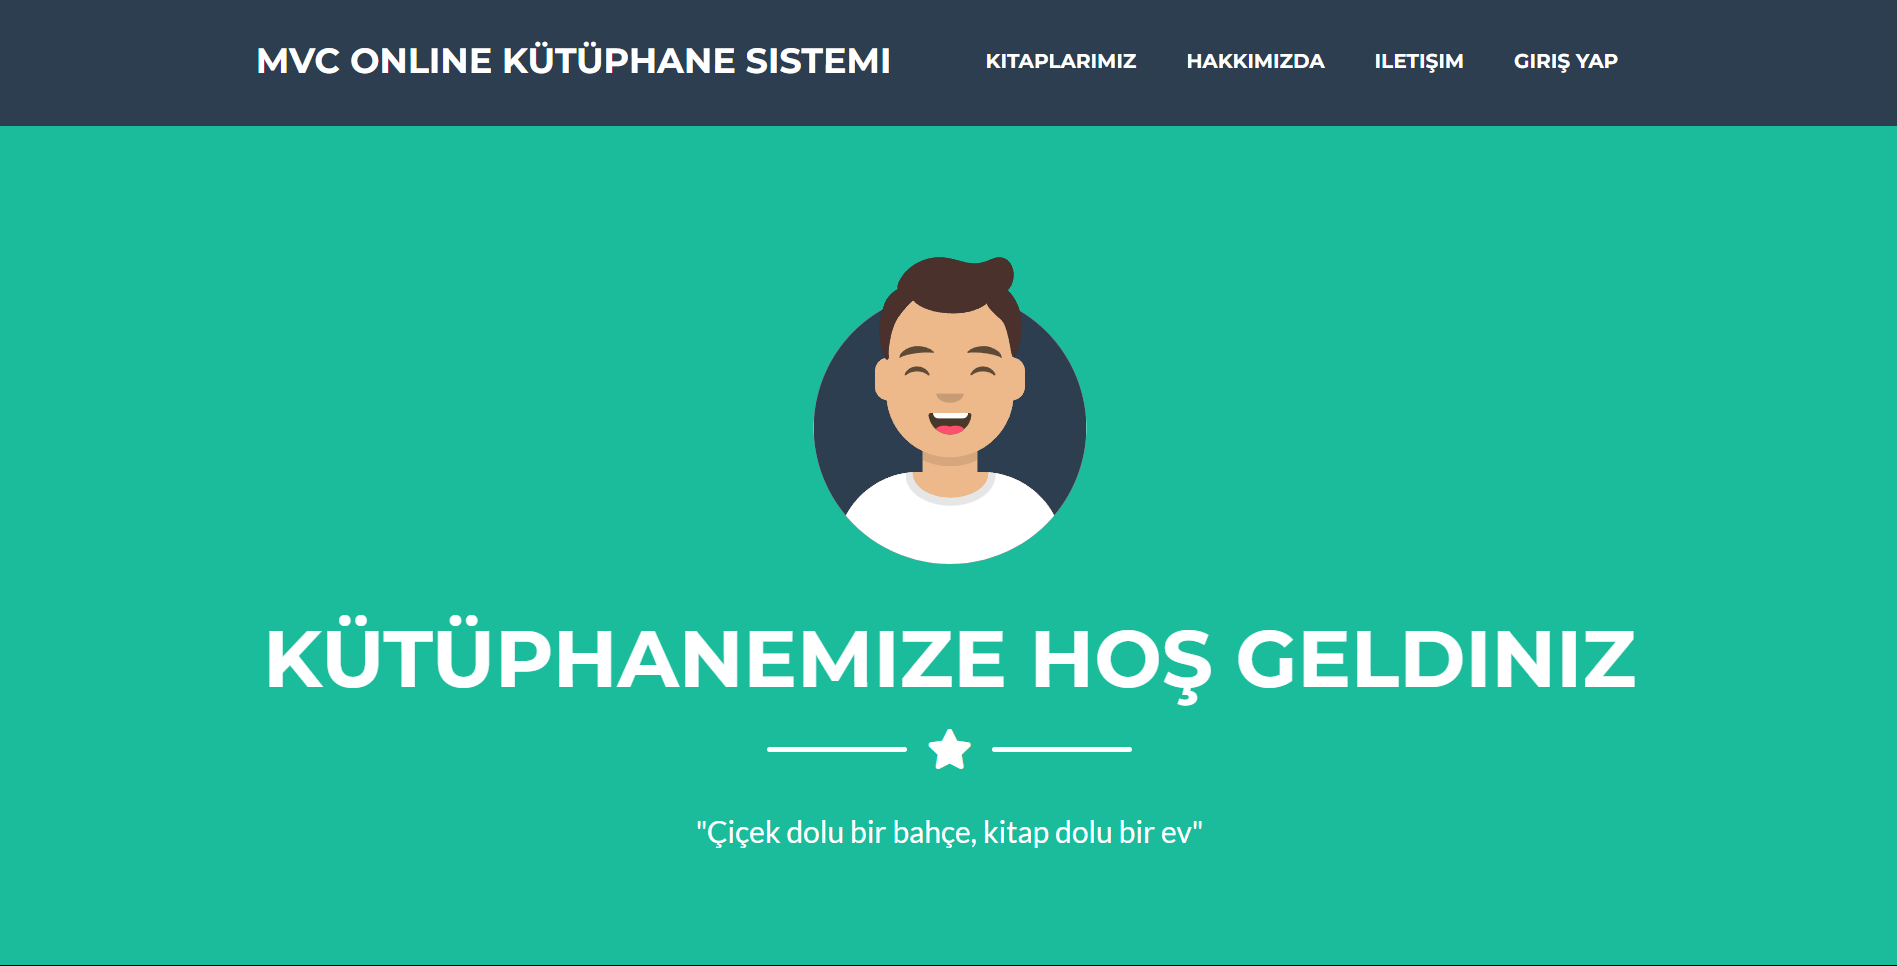 MVC ONLINE KÜTÜPHANE SISTEMI
KITAPLARIMIZ
HAKKIMIZDA
ILETIŞIM
GIRIŞ YAP
KÜTÜPHANEMIZE HOŞ GELDINIZ
"Çiçek dolu bir bahçe, kitap dolu bir ev"